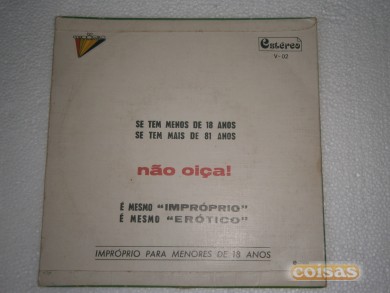 Estéreo
V-02
SE TEM MENOS DE 18 ANOS
SE TEM MAIS DE 81 ANOS
não oiça!
É MESMO "IMPRÓPRIO"
É MESMO "ERÓTICO"
IMPRÓPRIO PARA MENORES DE 18 ANOS
coisas